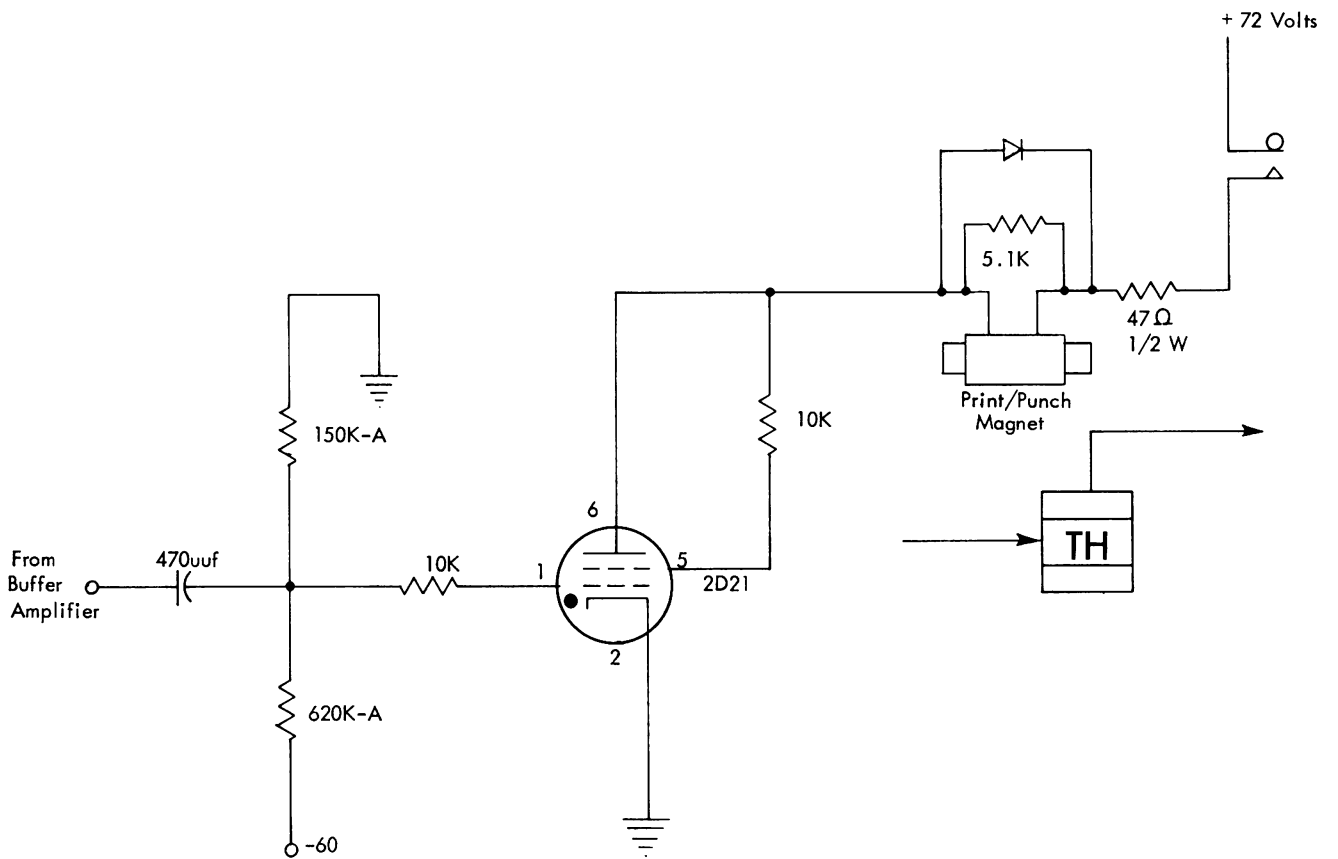 + 72 Volts
5.1K
47Ω
1/2 W
Print/Punch
Magnet
150K-A
10K
6
From
Buffer
Amplifier
470uuf
10K
1
5
2D21
TH
2
620K-A
-60